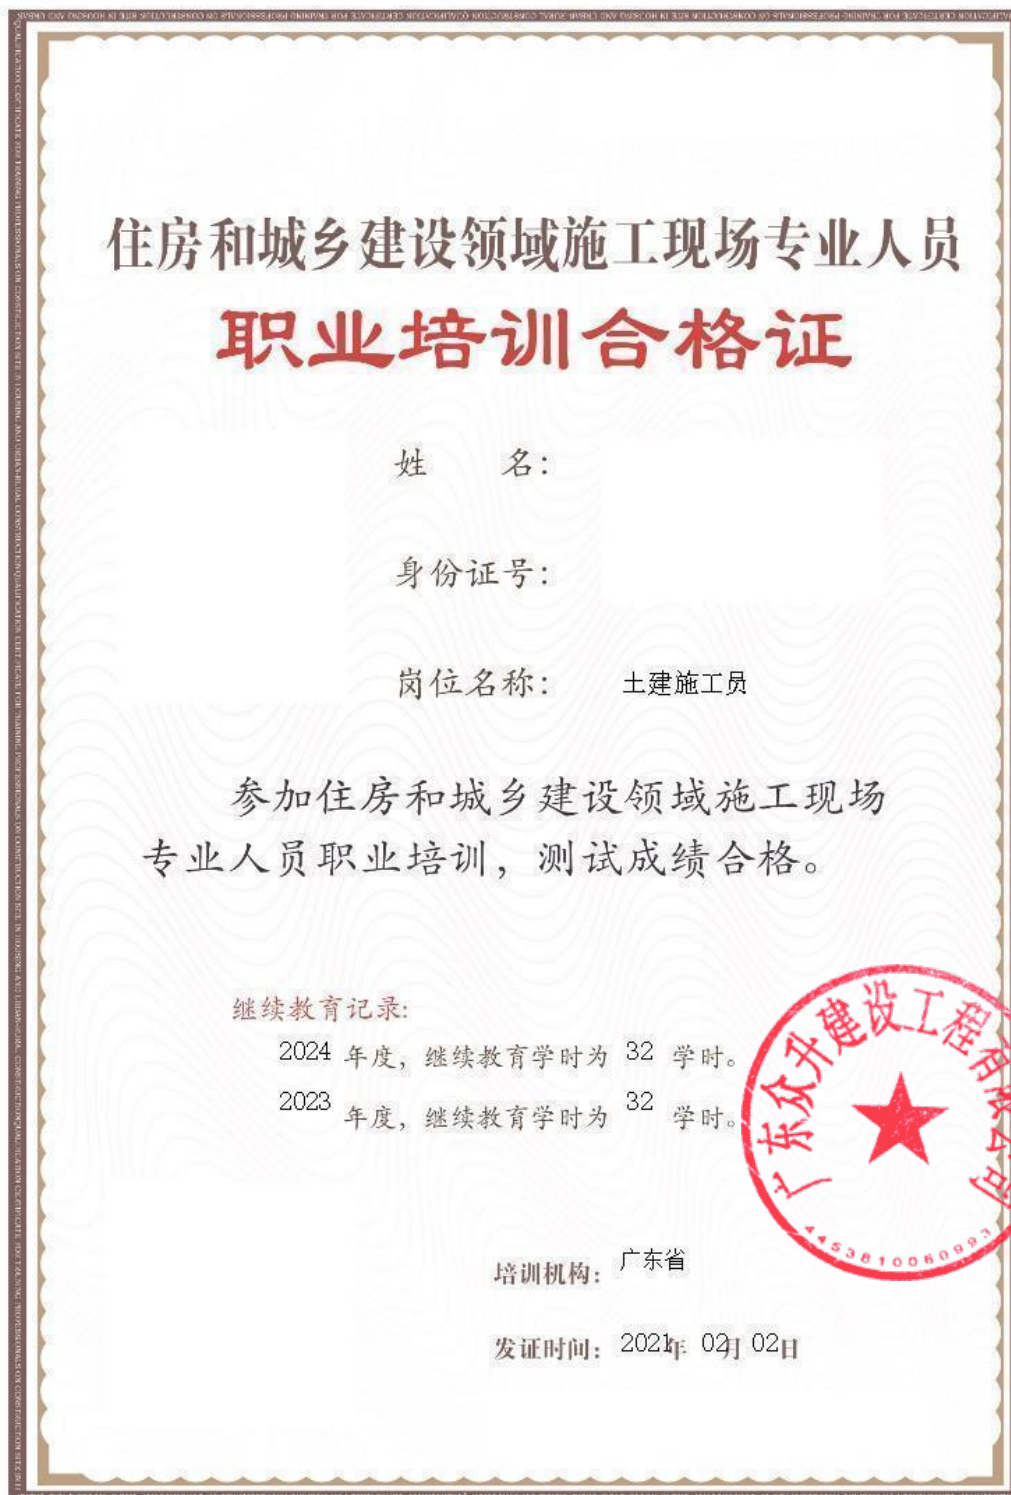 住房和城乡建设领域施工现场专业人员
职业培训合格证
姓 名：
身份证号：
岗位名称： 土建施工员
参加住房和城乡建设领域施工现场
专业人员职业培训，测试成绩合格。
继续教育记录：
2024 年度，继续教育学时为 32 学时。
2023 年度，继续教育学时为 32 学时。
广东众升建设工程有限公司
4453810060993
培训机构： 广东省
发证时间： 2021年 02月 02日